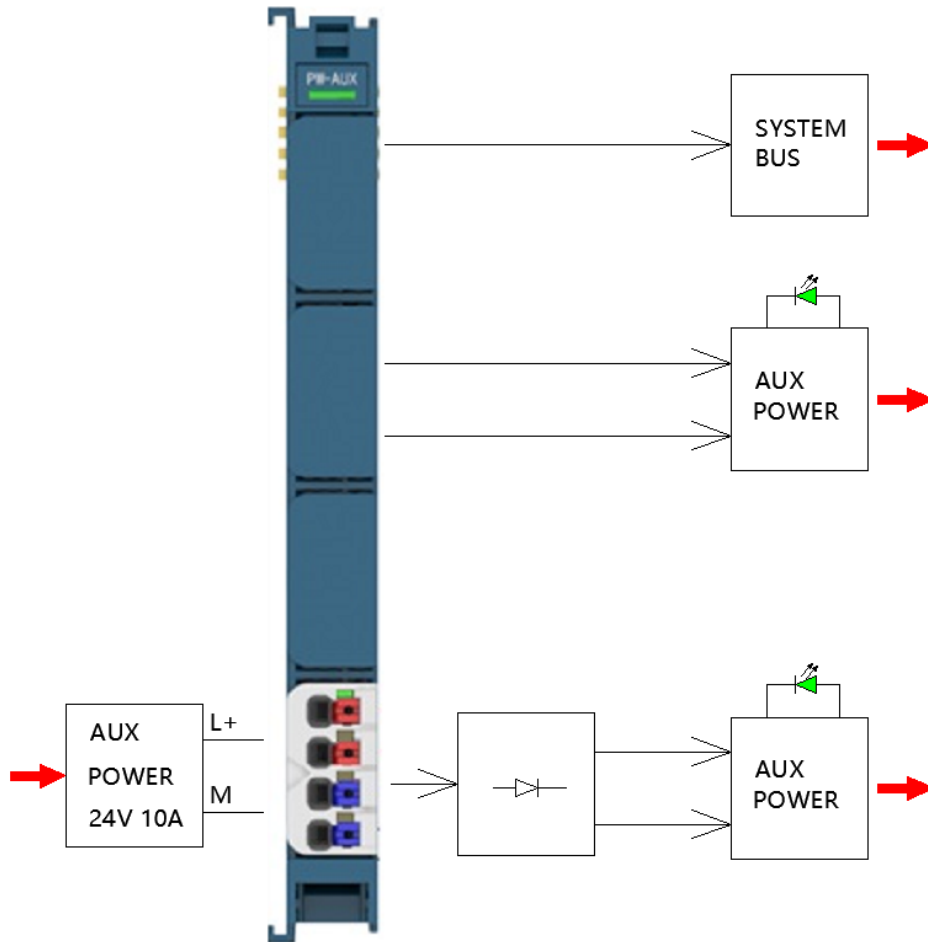 PW-AUX
SYSTEM
BUS
AUX
POWER
L+
AUX
POWER
24V 10A
M
AUX
POWER